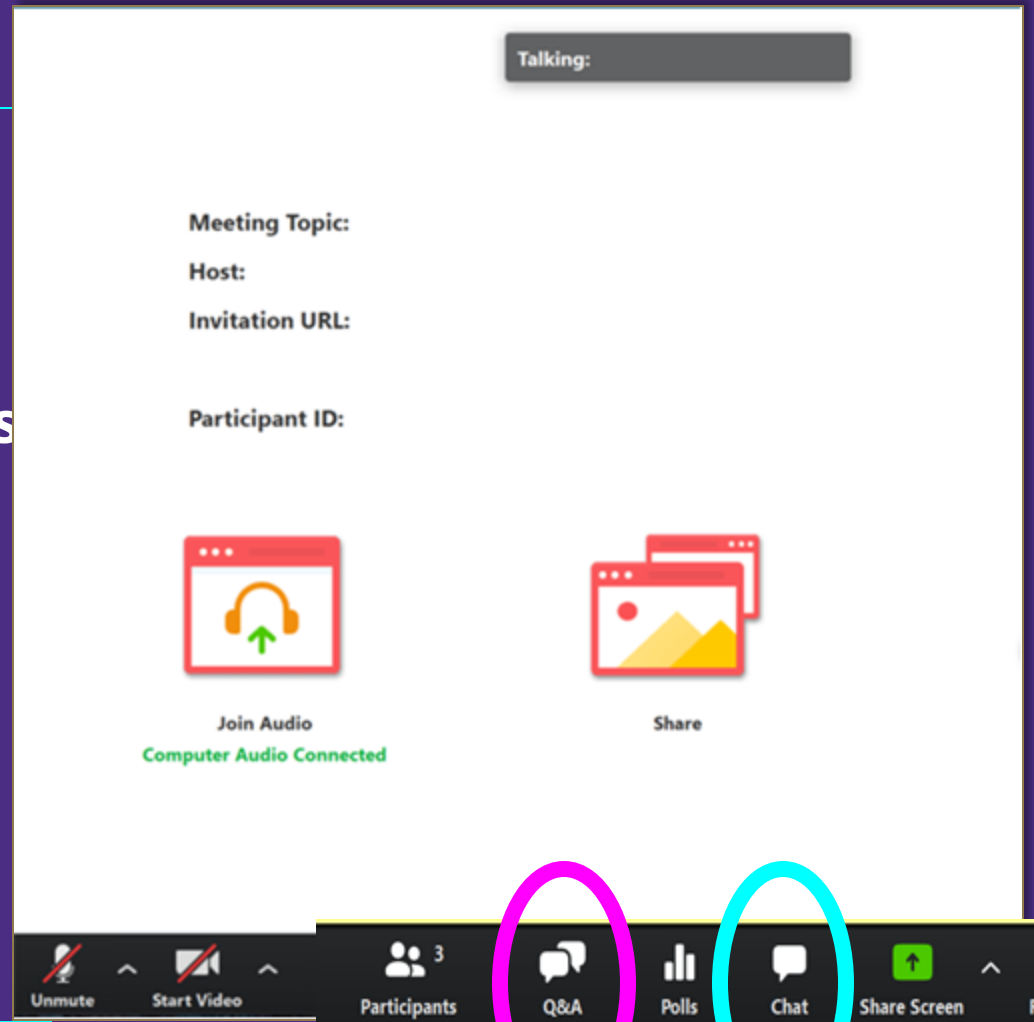 Talking:
Meeting Topic:
Host:
Invitation URL:
Participant ID:
Join Audio
Share
Computer Audio Connected
3
Unmute
Start Video
Participants
Q&A
Polls
Chat
Share Screen